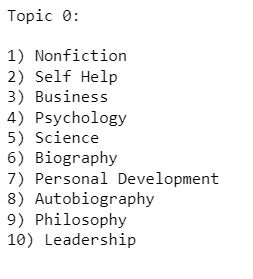 Topic 0:
1) Nonfiction
2) Self Help
3) Business
4) Psychology
5) Science
6) Biography
7) Personal Development
8) Autobiography
9) Philosophy
10) Leadership